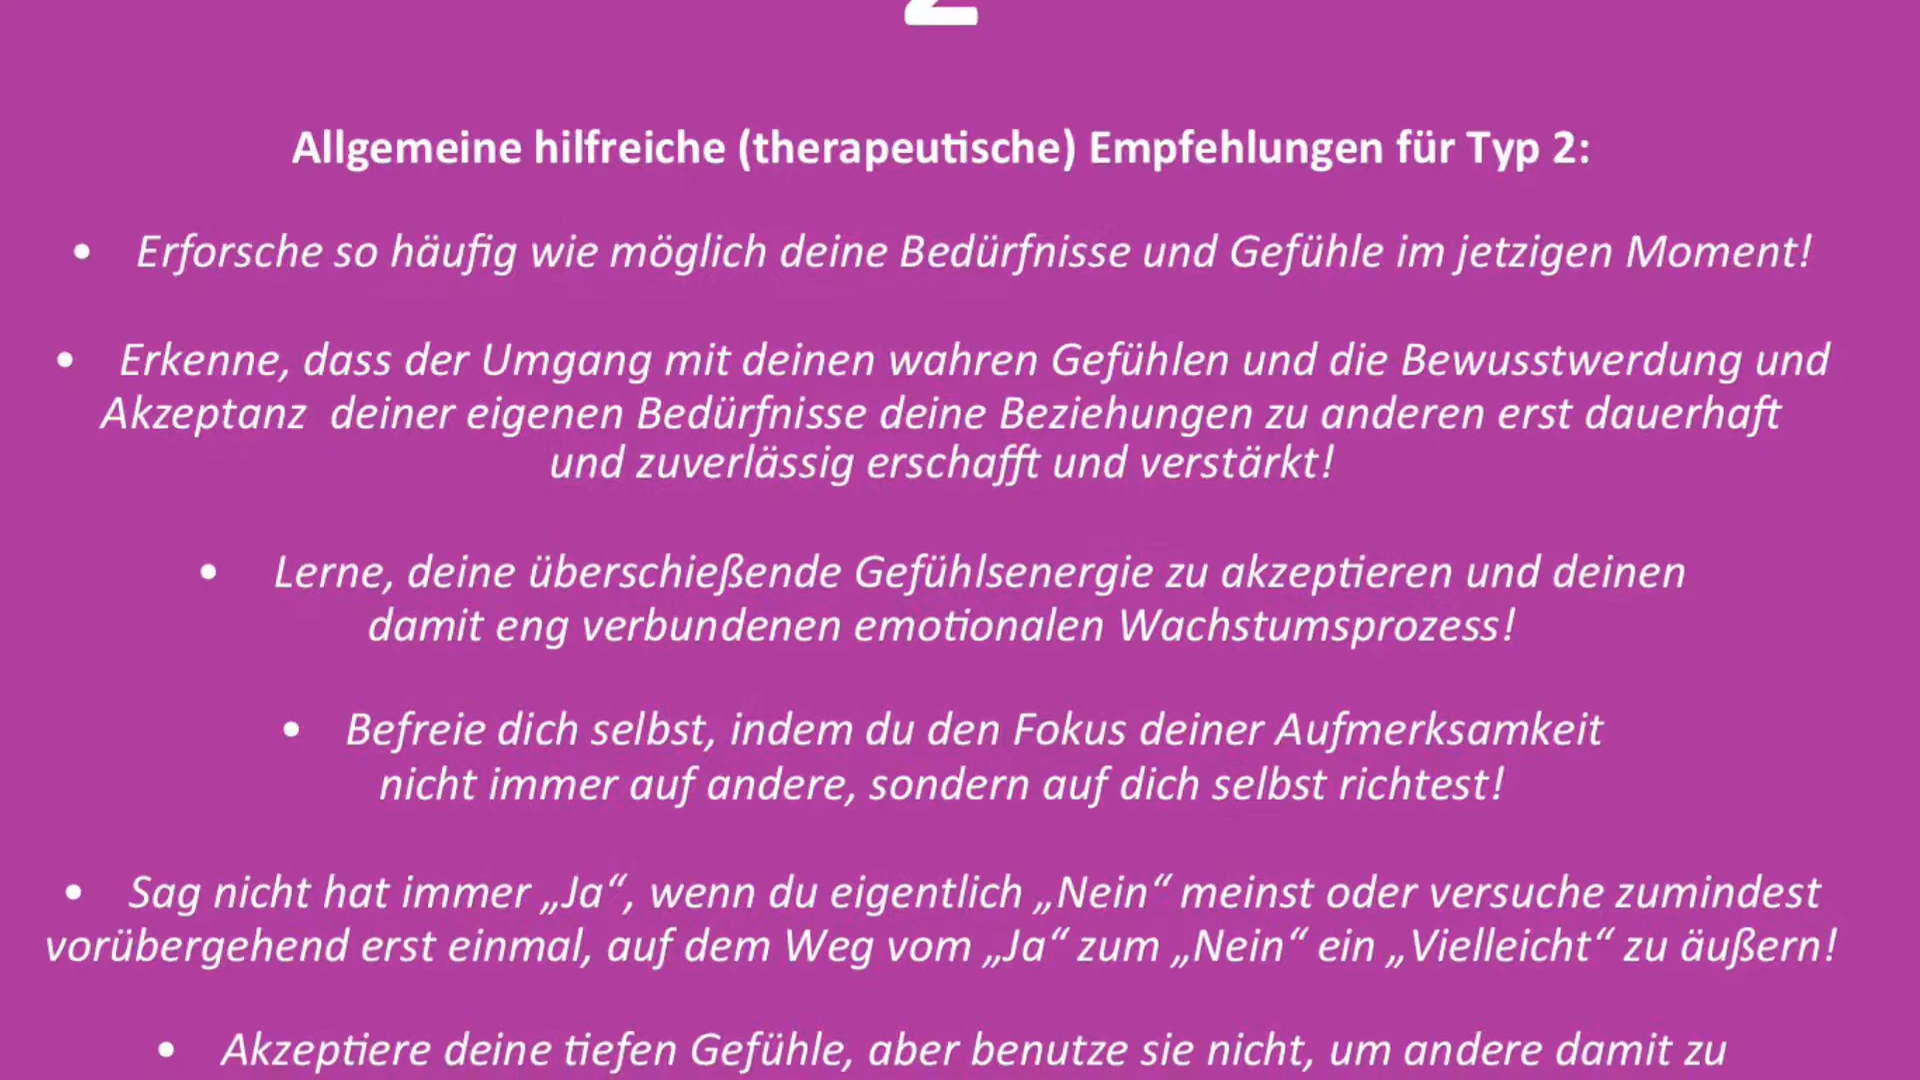 Allgemeine hilfreiche (therapeutische) Empfehlungen für Typ 2:
• Erforsche so häufig wie möglich deine Bedürfnisse und Gefühle im jetzigen Moment!
• Erkenne, dass der Umgang mit deinen wahren Gefühlen und die Bewusstwerdung und
Akzeptanz deiner eigenen Bedürfnisse deine Beziehungen zu anderen erst dauerhaft
und zuverlässig erschafft und verstärkt!
• Lerne, deine überschießende Gefühlsenergie zu akzeptieren und deinen
damit eng verbundenen emotionalen Wachstumsprozess!
• Befreie dich selbst, indem du den Fokus deiner Aufmerksamkeit
nicht immer auf andere, sondern auf dich selbst richtest!
• Sag nicht hat immer „Ja“, wenn du eigentlich „Nein“ meinst oder versuche zumindest
vorübergehend erst einmal, auf dem Weg vom „Ja“ zum „Nein“ ein „Vielleicht“ zu äußern!
• Akzeptiere deine tiefen Gefühle, aber benutze sie nicht, um andere damit zu